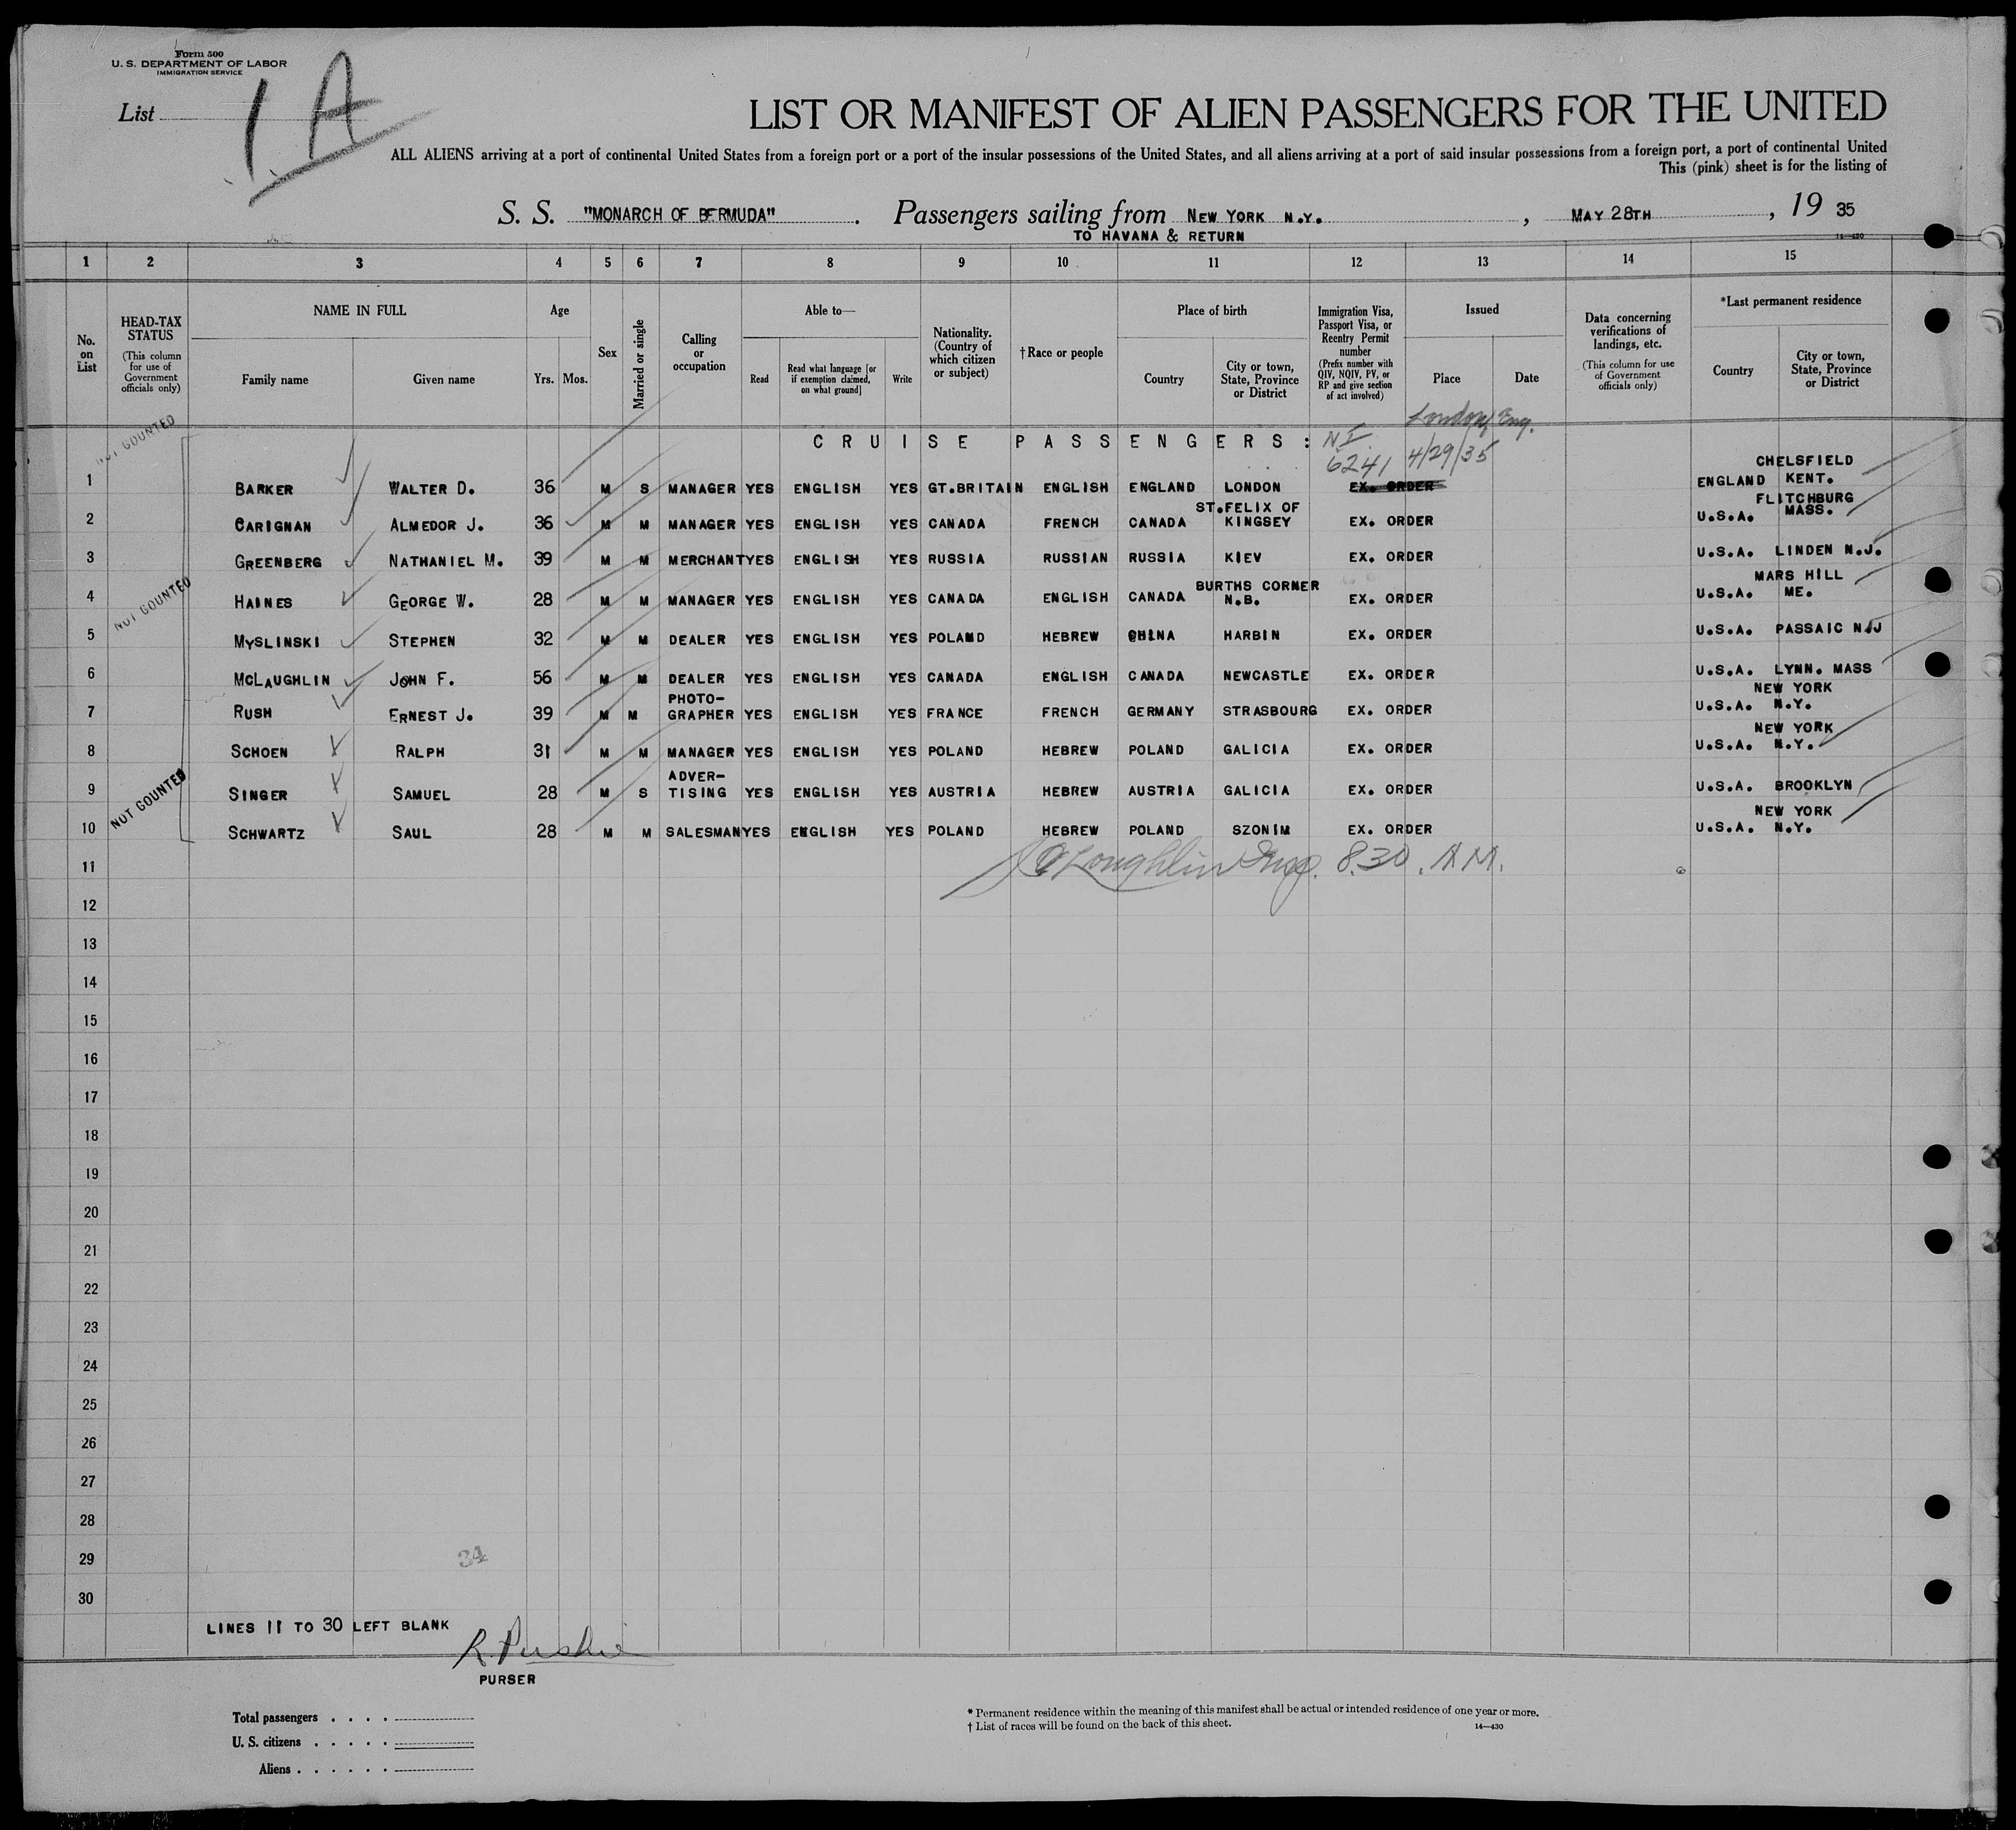 Form 500
U. S. DEPARTMENT OF LABOR
IMMIGRATION SERVICE
List 1 A
LIST OR MANIFEST OF ALIEN PASSENGERS FOR THE UNITED
ALL ALIENS arriving at a port of continental United States from a foreign port or a port of the insular possessions of the United States, and all aliens arriving at a port of said insular possessions from a foreign port, a port of continental United
This (pink) sheet is for the listing of
S. S. "MONARCH OF BERMUDA". Passengers sailing from NEW YORK N.Y., MAY 28TH, 19 35
TO HAVANA & RETURN
14—430
1 2 3 4 5 6 7 8 9 10 11 12 13 14 15
No. on List
HEAD-TAX STATUS
(This column for use of Government officials only)
NAME IN FULL
Family name Given name
Age
Yrs. Mos.
Sex
Married or single
Calling or occupation
Able to—
Read
Read what language [or if exemption claimed, on what ground]
Write
Nationality. (Country of which citizen or subject)
† Race or people
Place of birth
Country
City or town, State, Province or District
Immigration Visa, Passport Visa, or Reentry Permit number
(Prefix number with QIV, NQIV, PV, or RP and give section of act involved)
Issued
Place Date
Data concerning verifications of landings, etc.
(This column for use of Government officials only)
*Last permanent residence
Country
City or town, State, Province or District
NOT COUNTED
London, Eng.
CRUISE PASSENGERS:
6241 4/29/35
1 BARKER WALTER D. 36 M S MANAGER YES ENGLISH YES GT.BRITAIN ENGLISH ENGLAND LONDON EX. ORDER ENGLAND CHELSFIELD KENT.
2 CARIGNAN ALMEDOR J. 36 M M MANAGER YES ENGLISH YES CANADA FRENCH CANADA ST.FELIX OF KINGSEY EX. ORDER U.S.A. FLITCHBURG MASS.
3 GREENBERG NATHANIEL M. 39 M M MERCHANT YES ENGLISH YES RUSSIA RUSSIAN RUSSIA KIEV EX. ORDER U.S.A. LINDEN N.J.
NOT COUNTED
4 HAINES GEORGE W. 28 M M MANAGER YES ENGLISH YES CANADA ENGLISH CANADA BURTHS CORNER N.B. EX. ORDER U.S.A. MARS HILL ME.
5 MYSLINSKI STEPHEN 32 M M DEALER YES ENGLISH YES POLAND HEBREW CHINA HARBIN EX. ORDER U.S.A. PASSAIC N.J
6 MCLAUGHLIN JOHN F. 56 M M DEALER YES ENGLISH YES CANADA ENGLISH CANADA NEWCASTLE EX. ORDER U.S.A. LYNN. MASS
7 RUSH ERNEST J. 39 M M PHOTO-GRAPHER YES ENGLISH YES FRANCE FRENCH GERMANY STRASBOURG EX. ORDER U.S.A. NEW YORK N.Y.
8 SCHOEN RALPH 31 M M MANAGER YES ENGLISH YES POLAND HEBREW POLAND GALICIA EX. ORDER U.S.A. NEW YORK N.Y.
NOT COUNTED
9 SINGER SAMUEL 28 M S ADVER-TISING YES ENGLISH YES AUSTRIA HEBREW AUSTRIA GALICIA EX. ORDER U.S.A. BROOKLYN
10 SCHWARTZ SAUL 28 M M SALESMAN YES ENGLISH YES POLAND HEBREW POLAND SZONIM EX. ORDER U.S.A. NEW YORK N.Y.
11 O'Loughlin Insp. 8.30 A.M.
12
13
14
15
16
17
18
19
20
21
22
23
24
25
26
27
28
29
34
30
LINES 11 TO 30 LEFT BLANK
PURSER
Total passengers
U. S. citizens
Aliens
* Permanent residence within the meaning of this manifest shall be actual or intended residence of one year or more.
† List of races will be found on the back of this sheet.
14—430